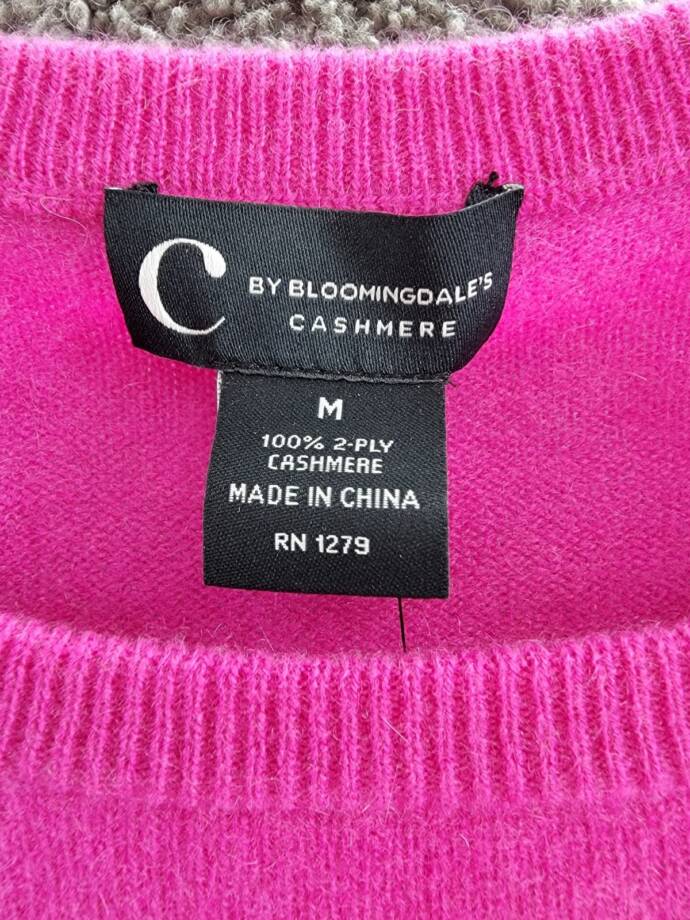 C
BY BLOOMINGDALE'S
CASHMERE
M
100% 2-PLY
CASHMERE
MADE IN CHINA
RN 1279